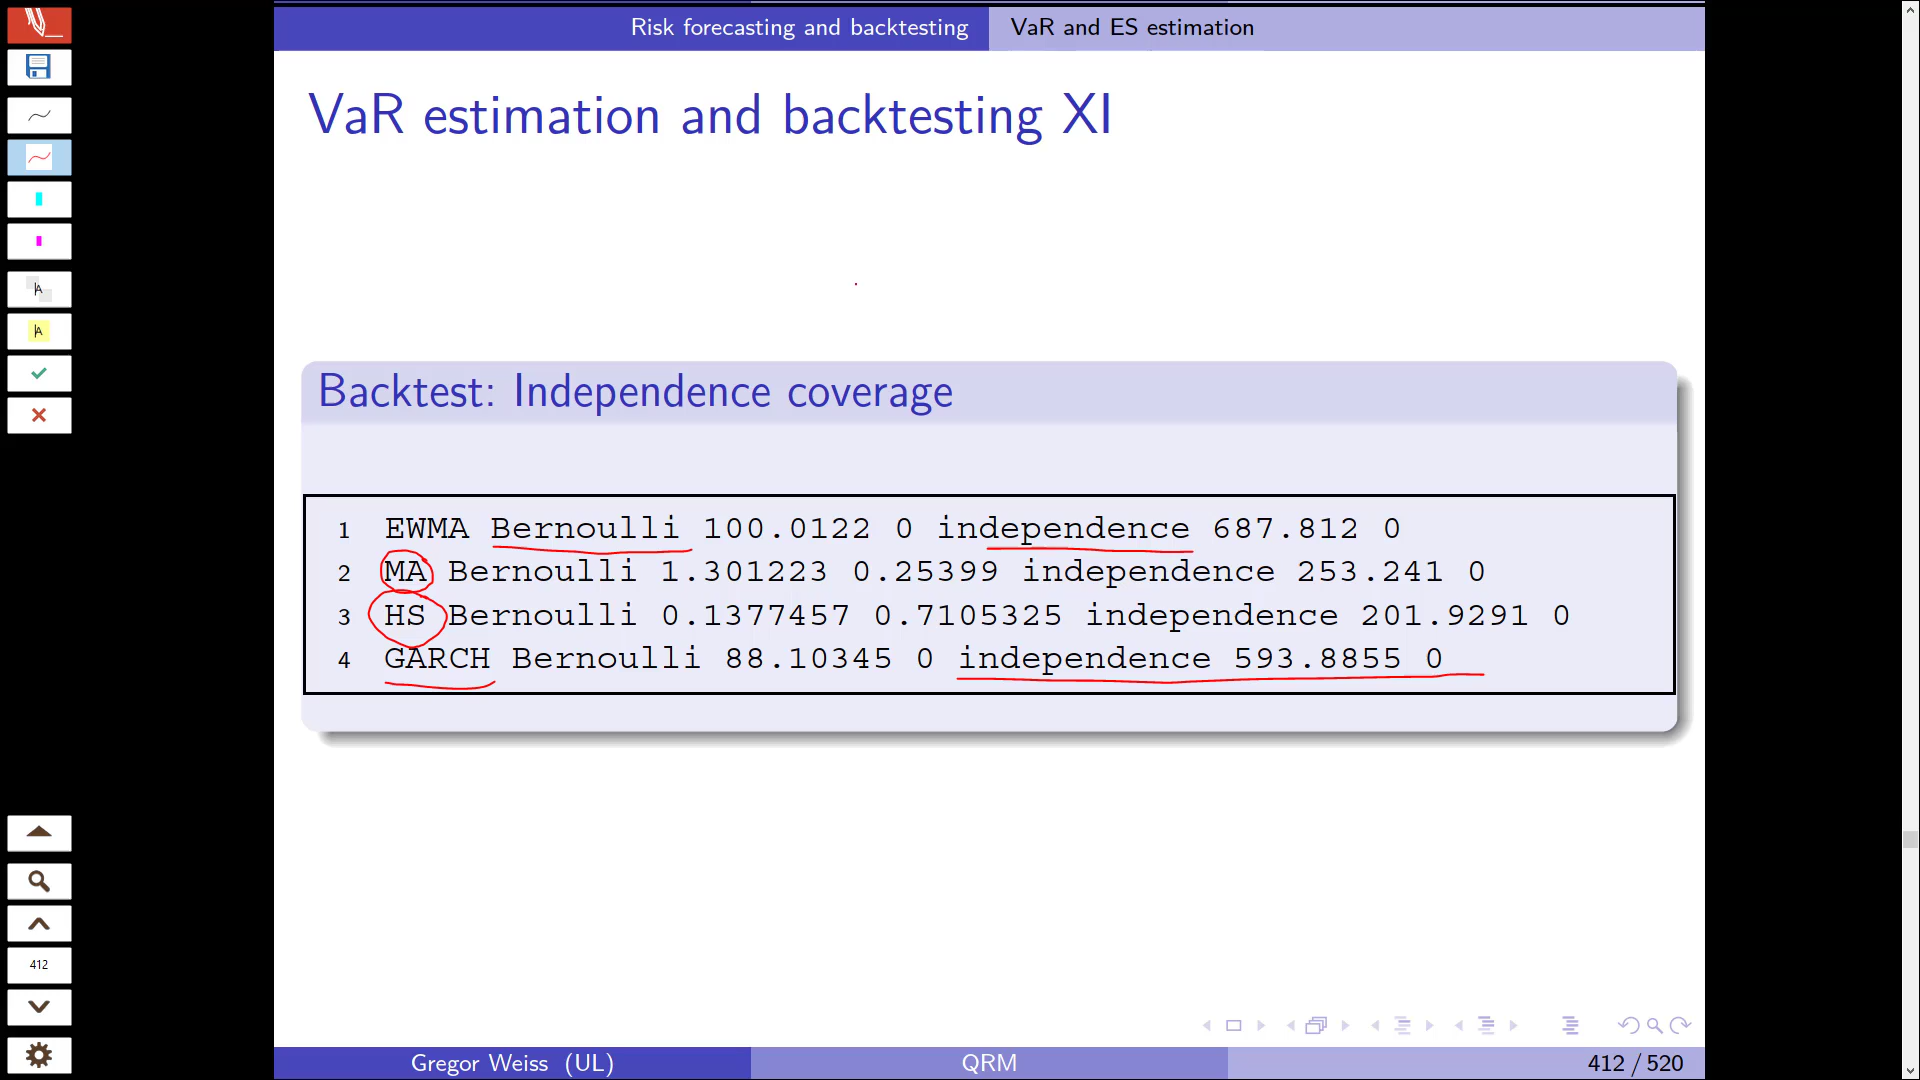 Risk forecasting and backtesting VaR and ES estimation
VaR estimation and backtesting XI
Backtest: Independence coverage
1 EWMA Bernoulli 100.0122 0 independence 687.812 0
2 MA Bernoulli 1.301223 0.25399 independence 253.241 0
3 HS Bernoulli 0.1377457 0.7105325 independence 201.9291 0
4 GARCH Bernoulli 88.10345 0 independence 593.8855 0
412
Gregor Weiss (UL) QRM 412 / 520